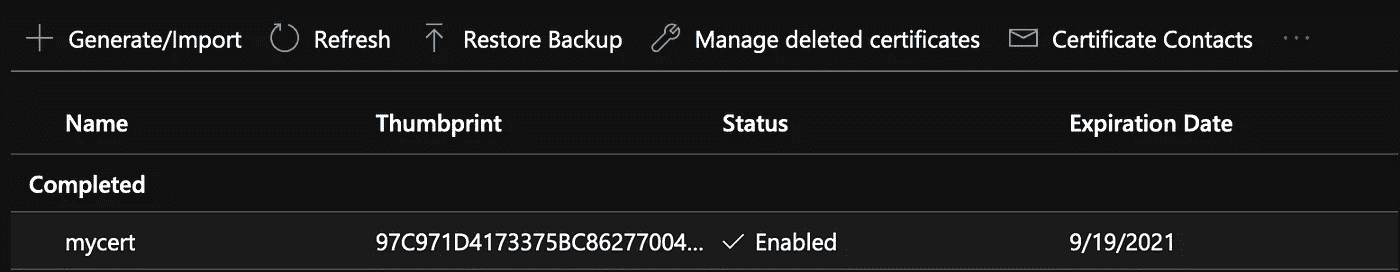 Generate/Import Refresh Restore Backup Manage deleted certificates Certificate Contacts ...
Name Thumbprint Status Expiration Date
Completed
mycert 97C971D4173375BC86277004... Enabled 9/19/2021